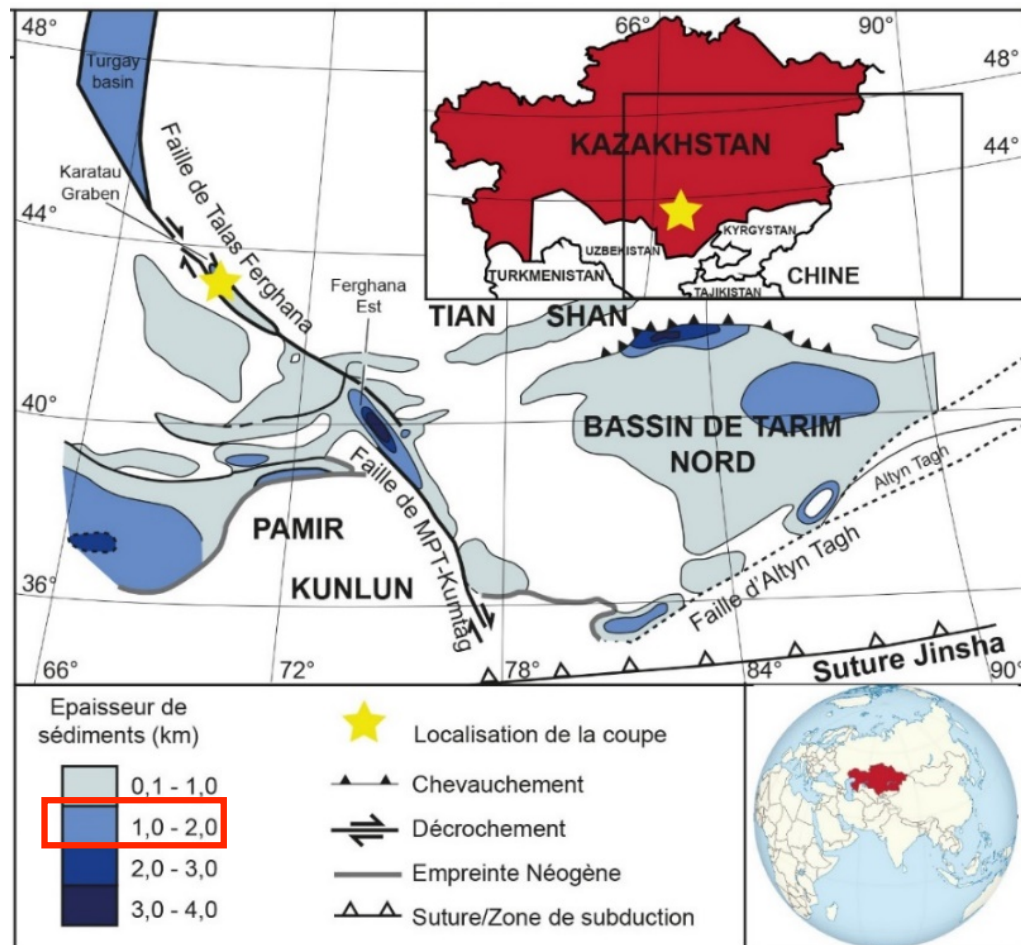 48°
Turgay
basin
Karatau
Graben
44°
Faille de Talas Ferghana
Ferghana
Est
40°
36°
66°
72°
78°
84°
90°
66°
90°
48°
44°
KAZAKHSTAN
UZBEKISTAN
KYRGYSTAN
TURKMENISTAN
TAJIKISTAN
CHINE
TIAN SHAN
BASSIN DE TARIM
NORD
Altyn Tagh
Faille d'Altyn Tagh
PAMIR
KUNLUN
Faille de MPT-Kumtag
Suture Jinsha
Epaisseur de
sédiments (km)
0,1 - 1,0
1,0 - 2,0
2,0 - 3,0
3,0 - 4,0
Localisation de la coupe
Chevauchement
Décrochement
Empreinte Néogène
Suture/Zone de subduction